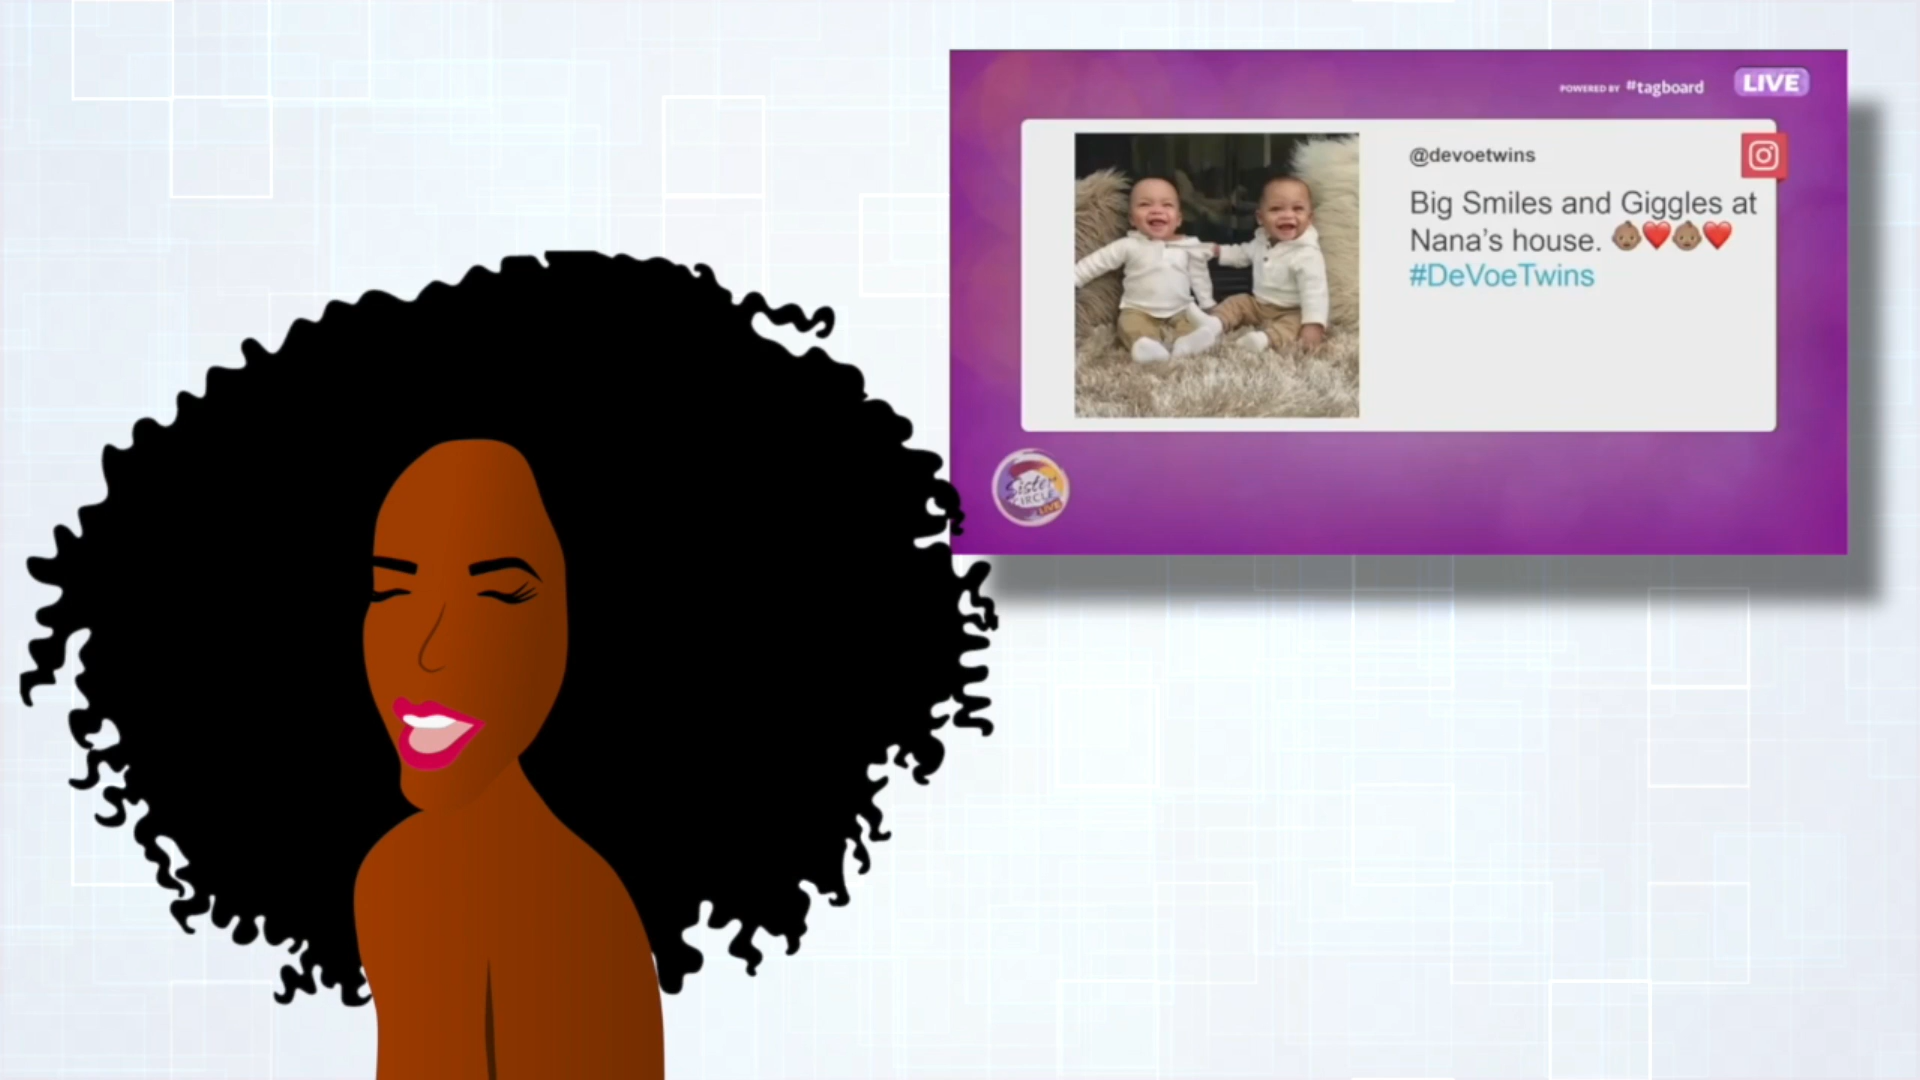 POWERED BY #tagboard LIVE
@devoetwins
Big Smiles and Giggles at
Nana's house. 👶🏽❤️👶🏽❤️
#DeVoeTwins
Sister
CIRCLE
LIVE